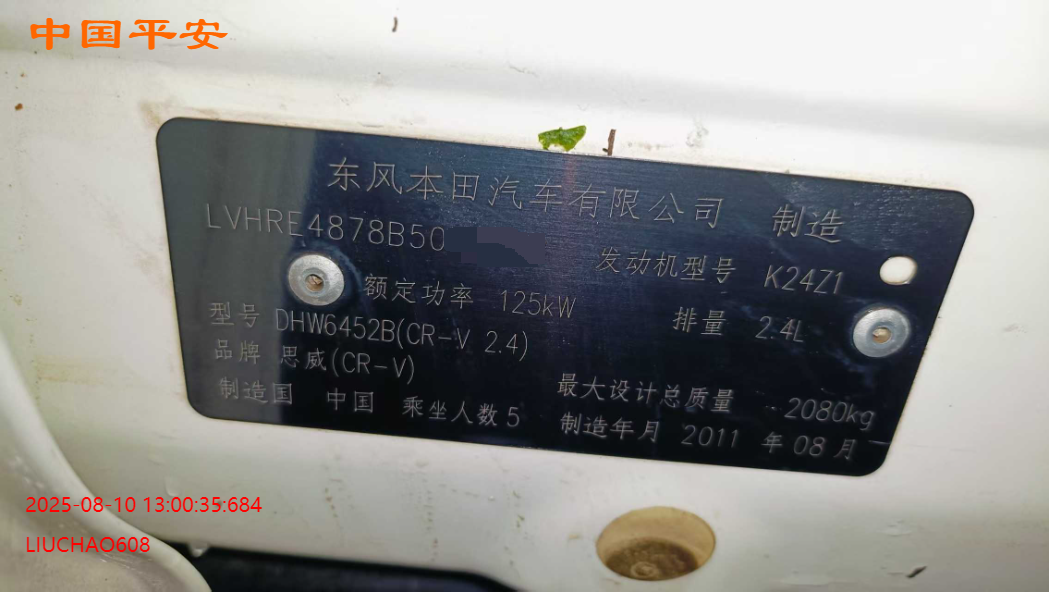 中国平安
东风本田汽车有限公司 制造
LVHRE4878B50
发动机型号 K24Z1
额定功率 125kW
排量 2.4L
型号 DHW6452B(CR-V 2.4)
品牌 思威(CR-V)
最大设计总质量 2080kg
制造国 中国 乘坐人数 5
制造年月 2011 年 08 月
2025-08-10 13:00:35:684
LIUCHAO608